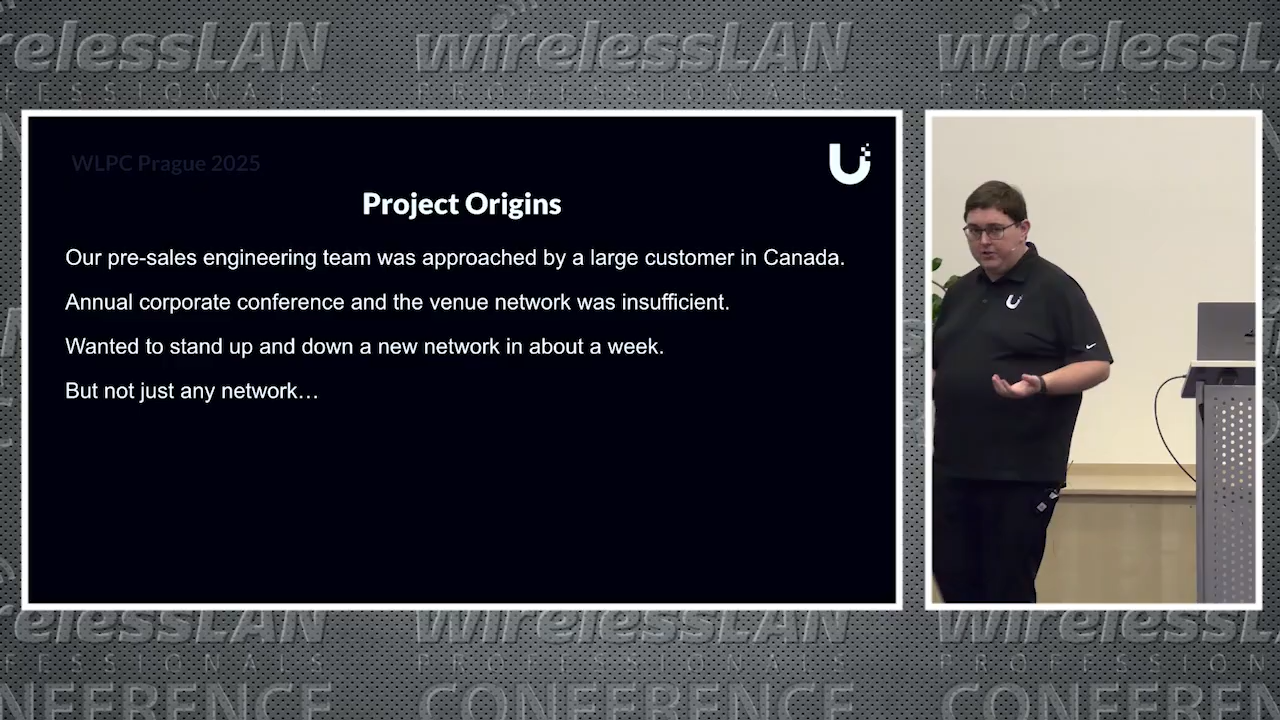 wirelessLAN
PROFESSIONALS
WLPC Prague 2025
Project Origins
Our pre-sales engineering team was approached by a large customer in Canada.
Annual corporate conference and the venue network was insufficient.
Wanted to stand up and down a new network in about a week.
But not just any network…
wirelessLAN
PROFESSIONALS
CONFERENCE